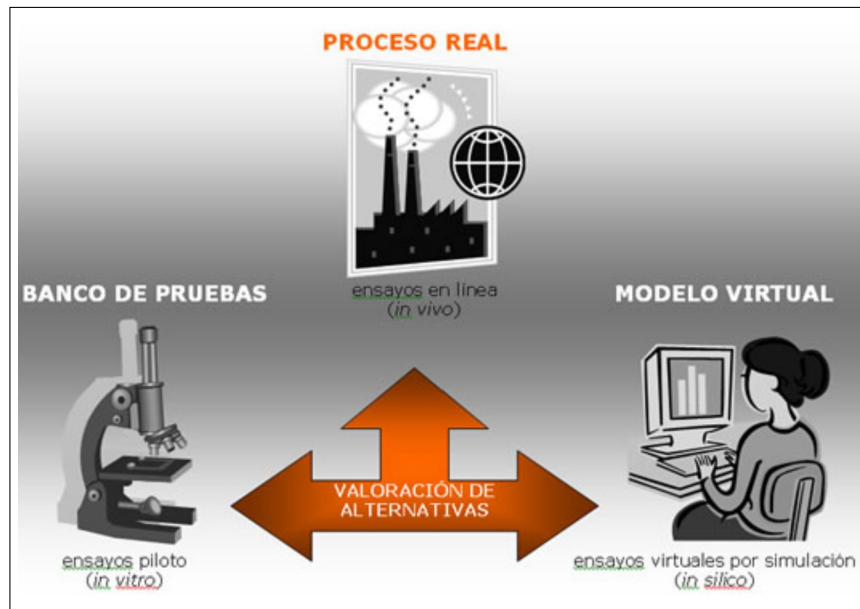 PROCESO REAL
ensayos en línea
(in vivo)
BANCO DE PRUEBAS
MODELO VIRTUAL
VALORACIÓN DE
ALTERNATIVAS
ensayos piloto
(in vitro)
ensayos virtuales por simulación
(in silico)